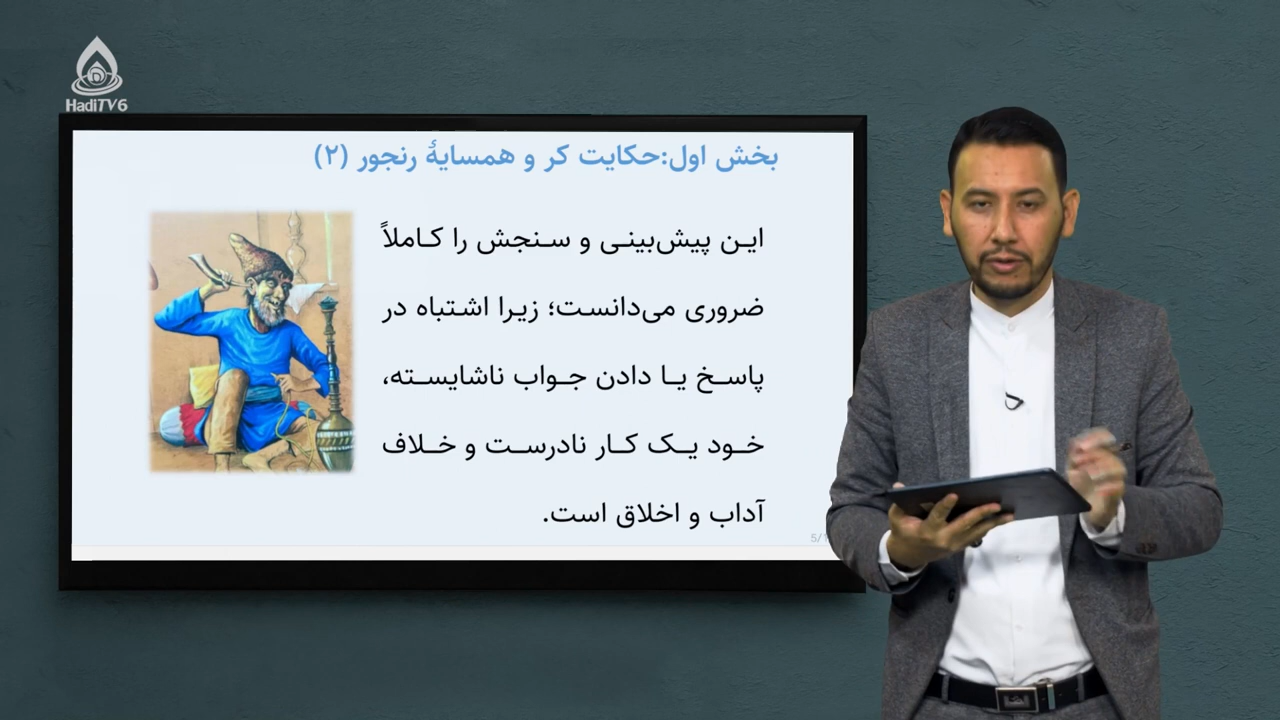 HadiTV6
بخش اول:حکایت کر و همسایهٔ رنجور (۲)
این پیش‌بینی و سنجش را کاملاً
ضروری می‌دانست؛ زیرا اشتباه در
پاسخ یا دادن جواب ناشایسته،
خود یک کار نادرست و خلاف
آداب و اخلاق است.